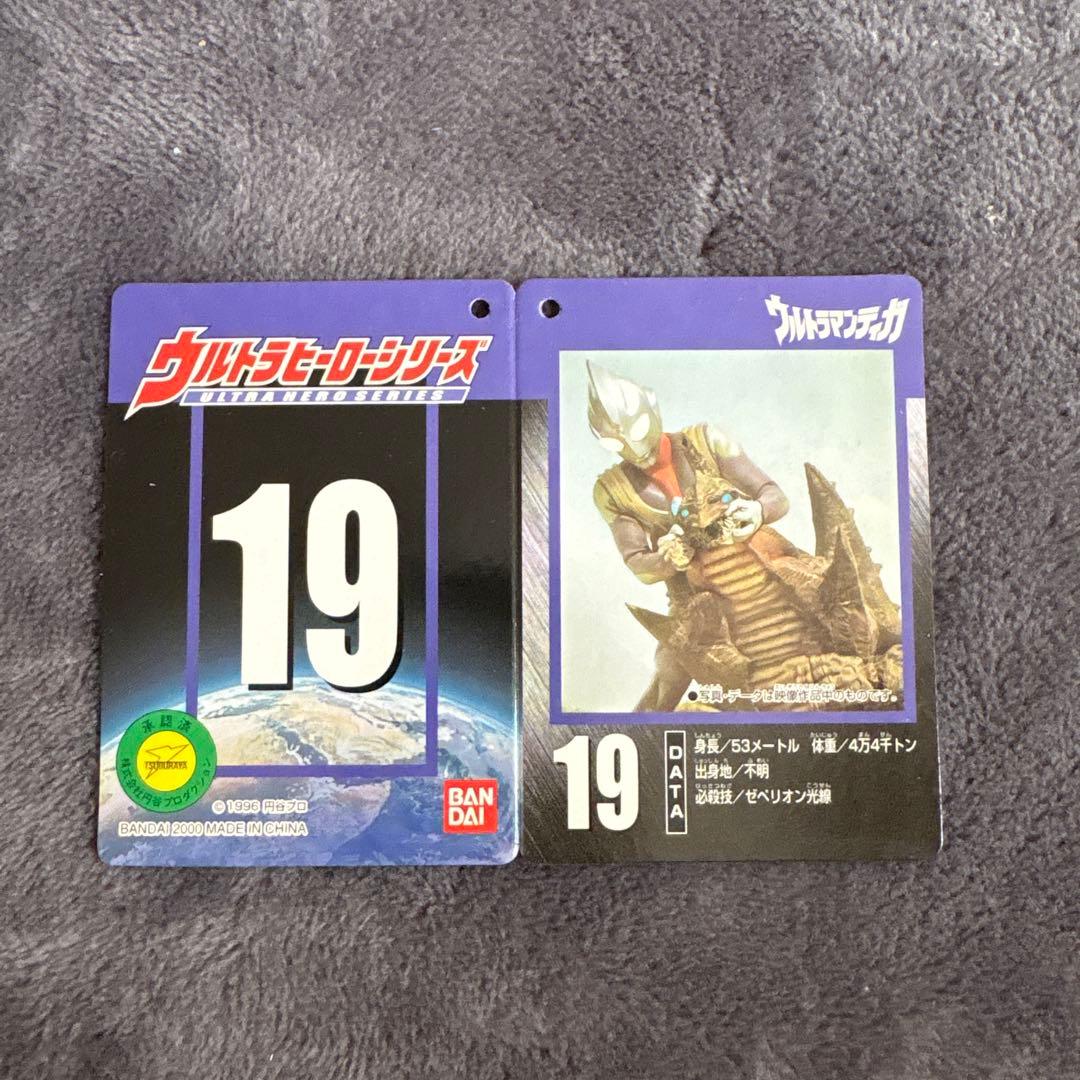 ウルトラヒーローシリーズ
ULTRA HERO SERIES
19
承認済
TSUBURAYA
株式会社円谷プロダクション
© 1996 円谷プロ
BANDAI 2000 MADE IN CHINA
BAN
DAI
ウルトラマンティガ
●写真・データは映像作品中のものです。
19
DATA
身長/53メートル 体重/4万4千トン
出身地/不明
必殺技/ゼペリオン光線